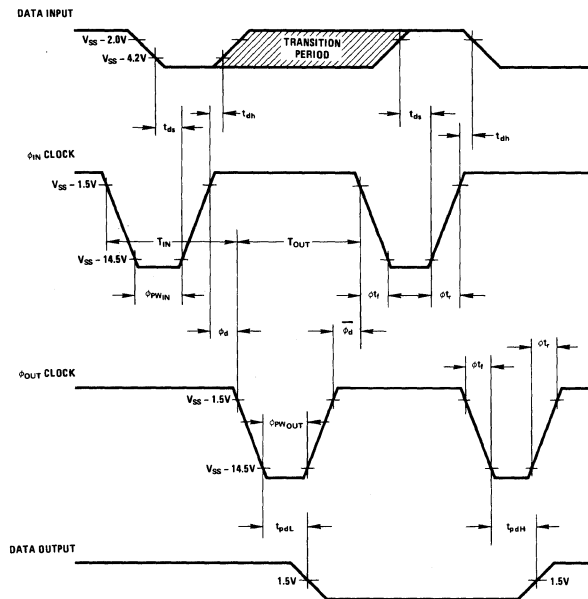 DATA INPUT
VSS – 2.0V
VSS – 4.2V
TRANSITION
PERIOD
tds
tdh
tds
tdh
ϕIN CLOCK
VSS – 1.5V
TIN
TOUT
VSS – 14.5V
ϕPWIN
ϕtf
ϕtr
ϕd
ϕ̅d
ϕtf
ϕtr
ϕOUT CLOCK
VSS – 1.5V
ϕPWOUT
VSS – 14.5V
tpdL
tpdH
DATA OUTPUT
1.5V
1.5V